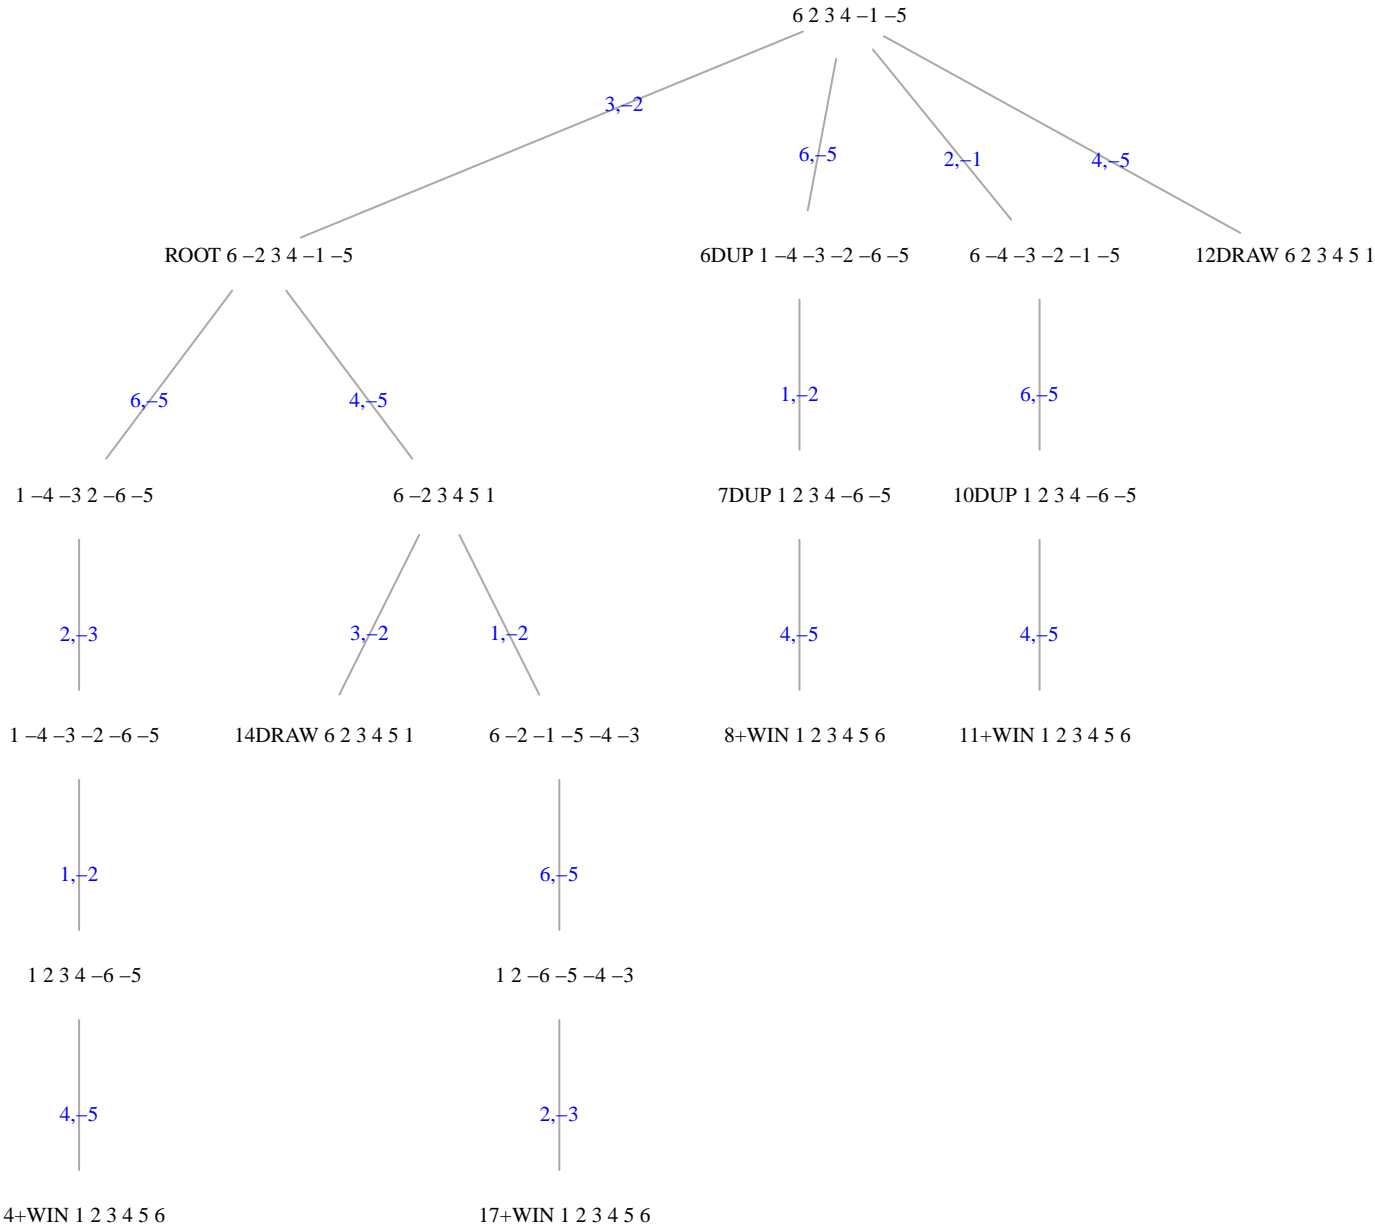 6 2 3 4 –1 –5
3,–2
6,–5
2,–1
4,–5
ROOT 6 –2 3 4 –1 –5
6DUP 1 –4 –3 –2 –6 –5
6 –4 –3 –2 –1 –5
12DRAW 6 2 3 4 5 1
6,–5
4,–5
1,–2
6,–5
1 –4 –3 2 –6 –5
6 –2 3 4 5 1
7DUP 1 2 3 4 –6 –5
10DUP 1 2 3 4 –6 –5
2,–3
3,–2
1,–2
4,–5
4,–5
1 –4 –3 –2 –6 –5
14DRAW 6 2 3 4 5 1
6 –2 –1 –5 –4 –3
8+WIN 1 2 3 4 5 6
11+WIN 1 2 3 4 5 6
1,–2
6,–5
1 2 3 4 –6 –5
1 2 –6 –5 –4 –3
4,–5
2,–3
4+WIN 1 2 3 4 5 6
17+WIN 1 2 3 4 5 6